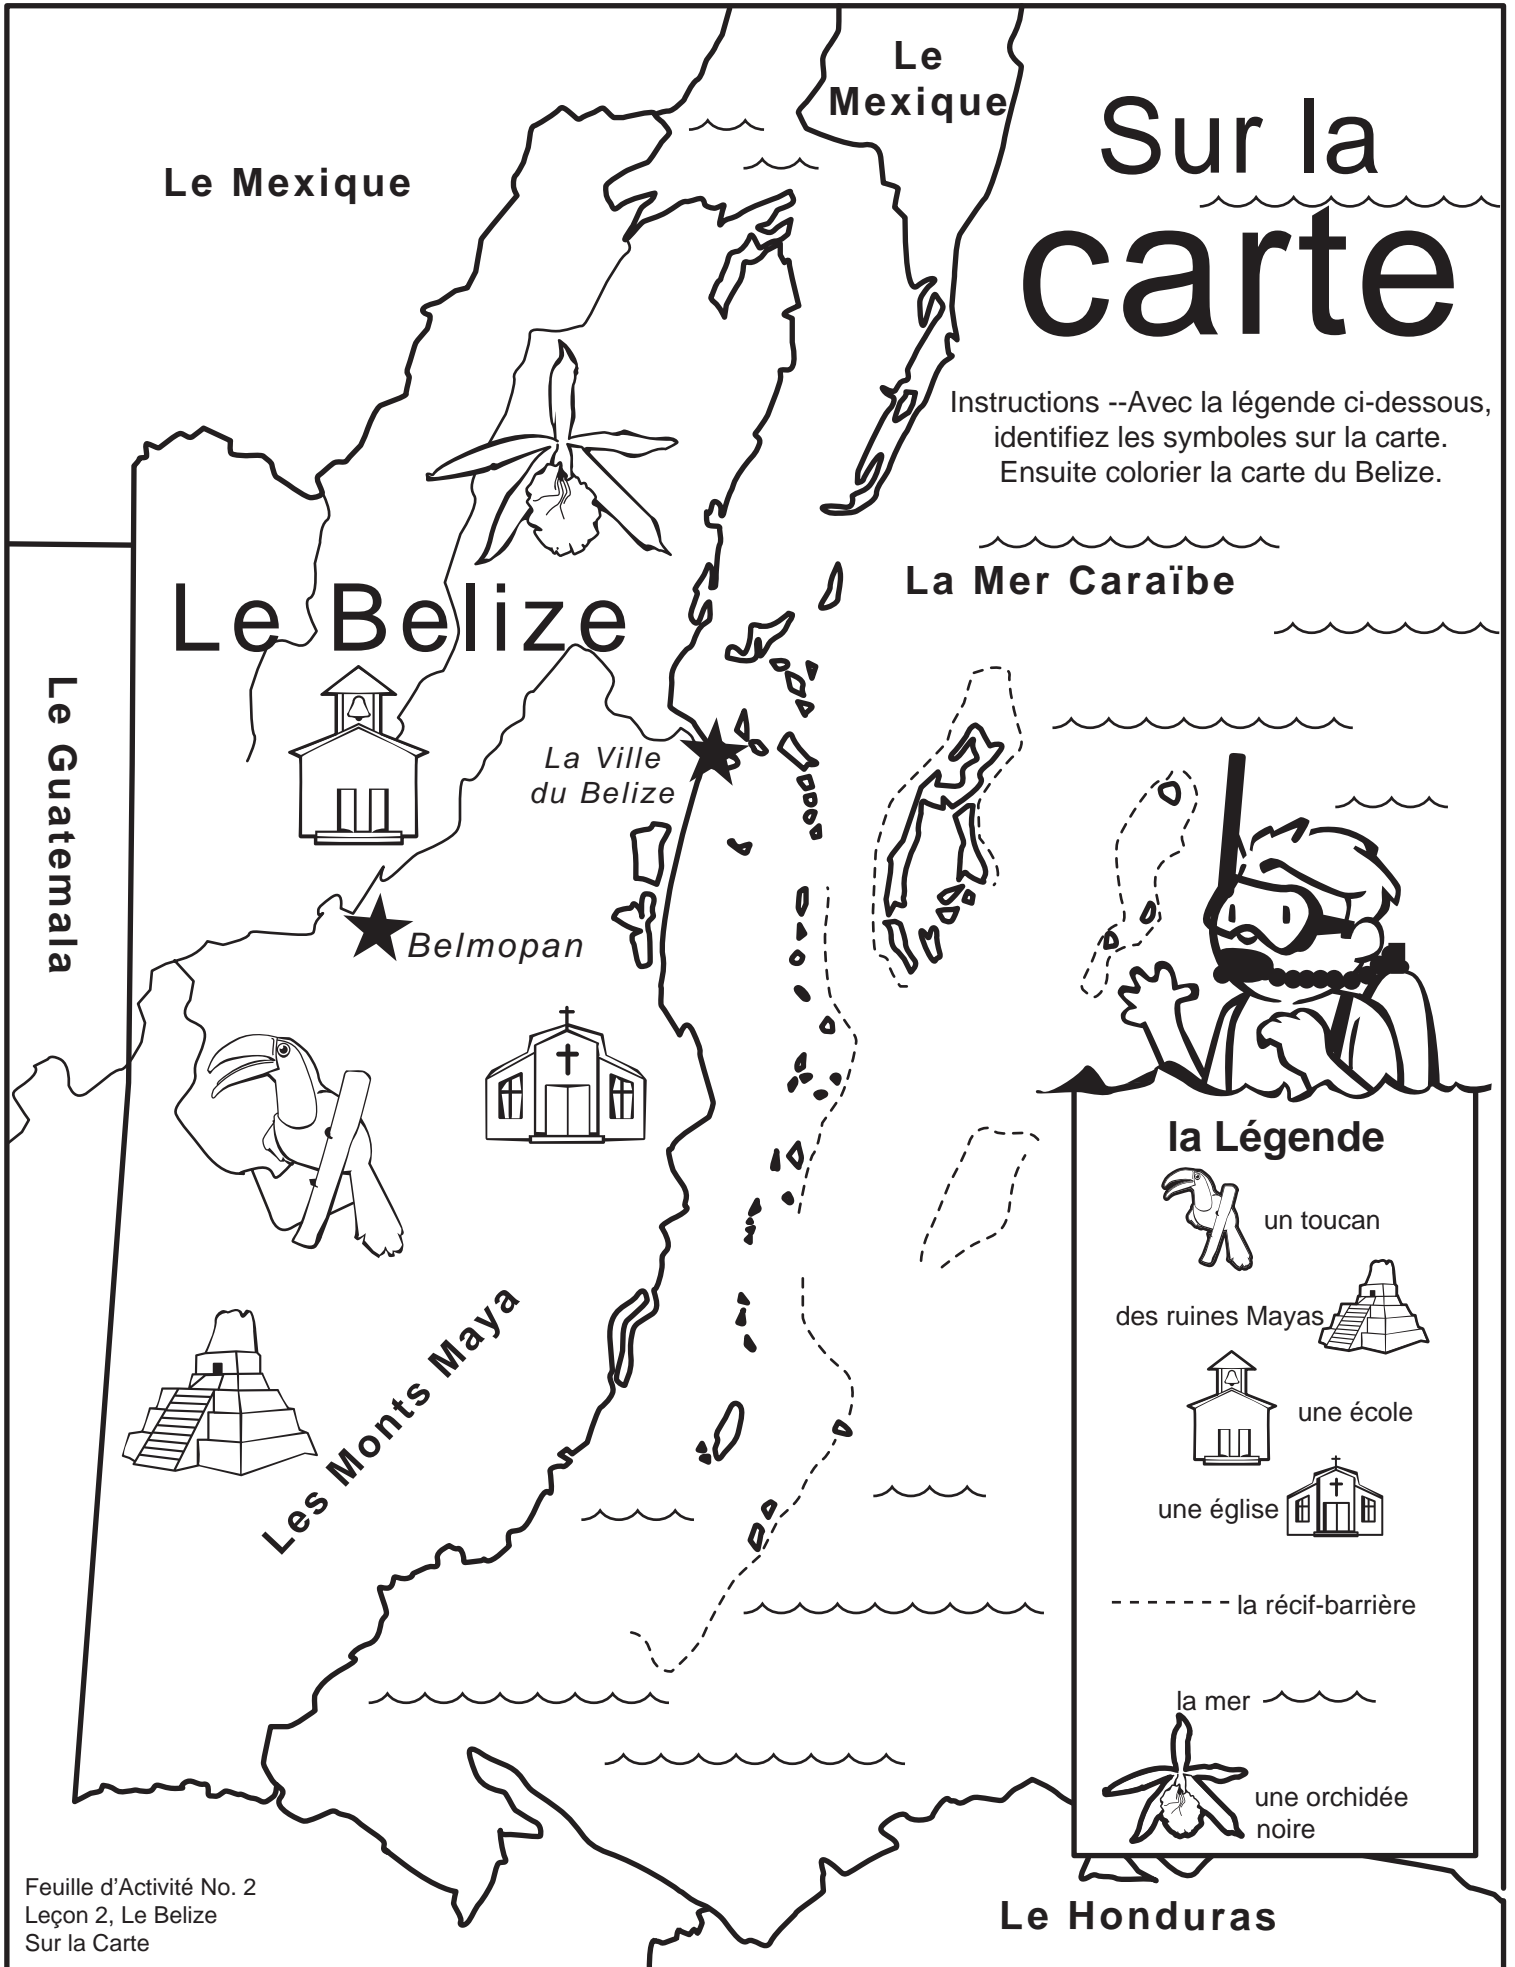 Le
Mexique
Sur la
carte
Le Mexique
Instructions --Avec la légende ci-dessous,
identifiez les symboles sur la carte.
Ensuite colorier la carte du Belize.
La Mer Caraïbe
Le Belize
Le Guatemala
La Ville
du Belize
Belmopan
Les Monts Maya
la Légende
un toucan
des ruines Mayas
une école
une église
la récif-barrière
la mer
une orchidée
noire
Le Honduras
Feuille d'Activité No. 2
Leçon 2, Le Belize
Sur la Carte